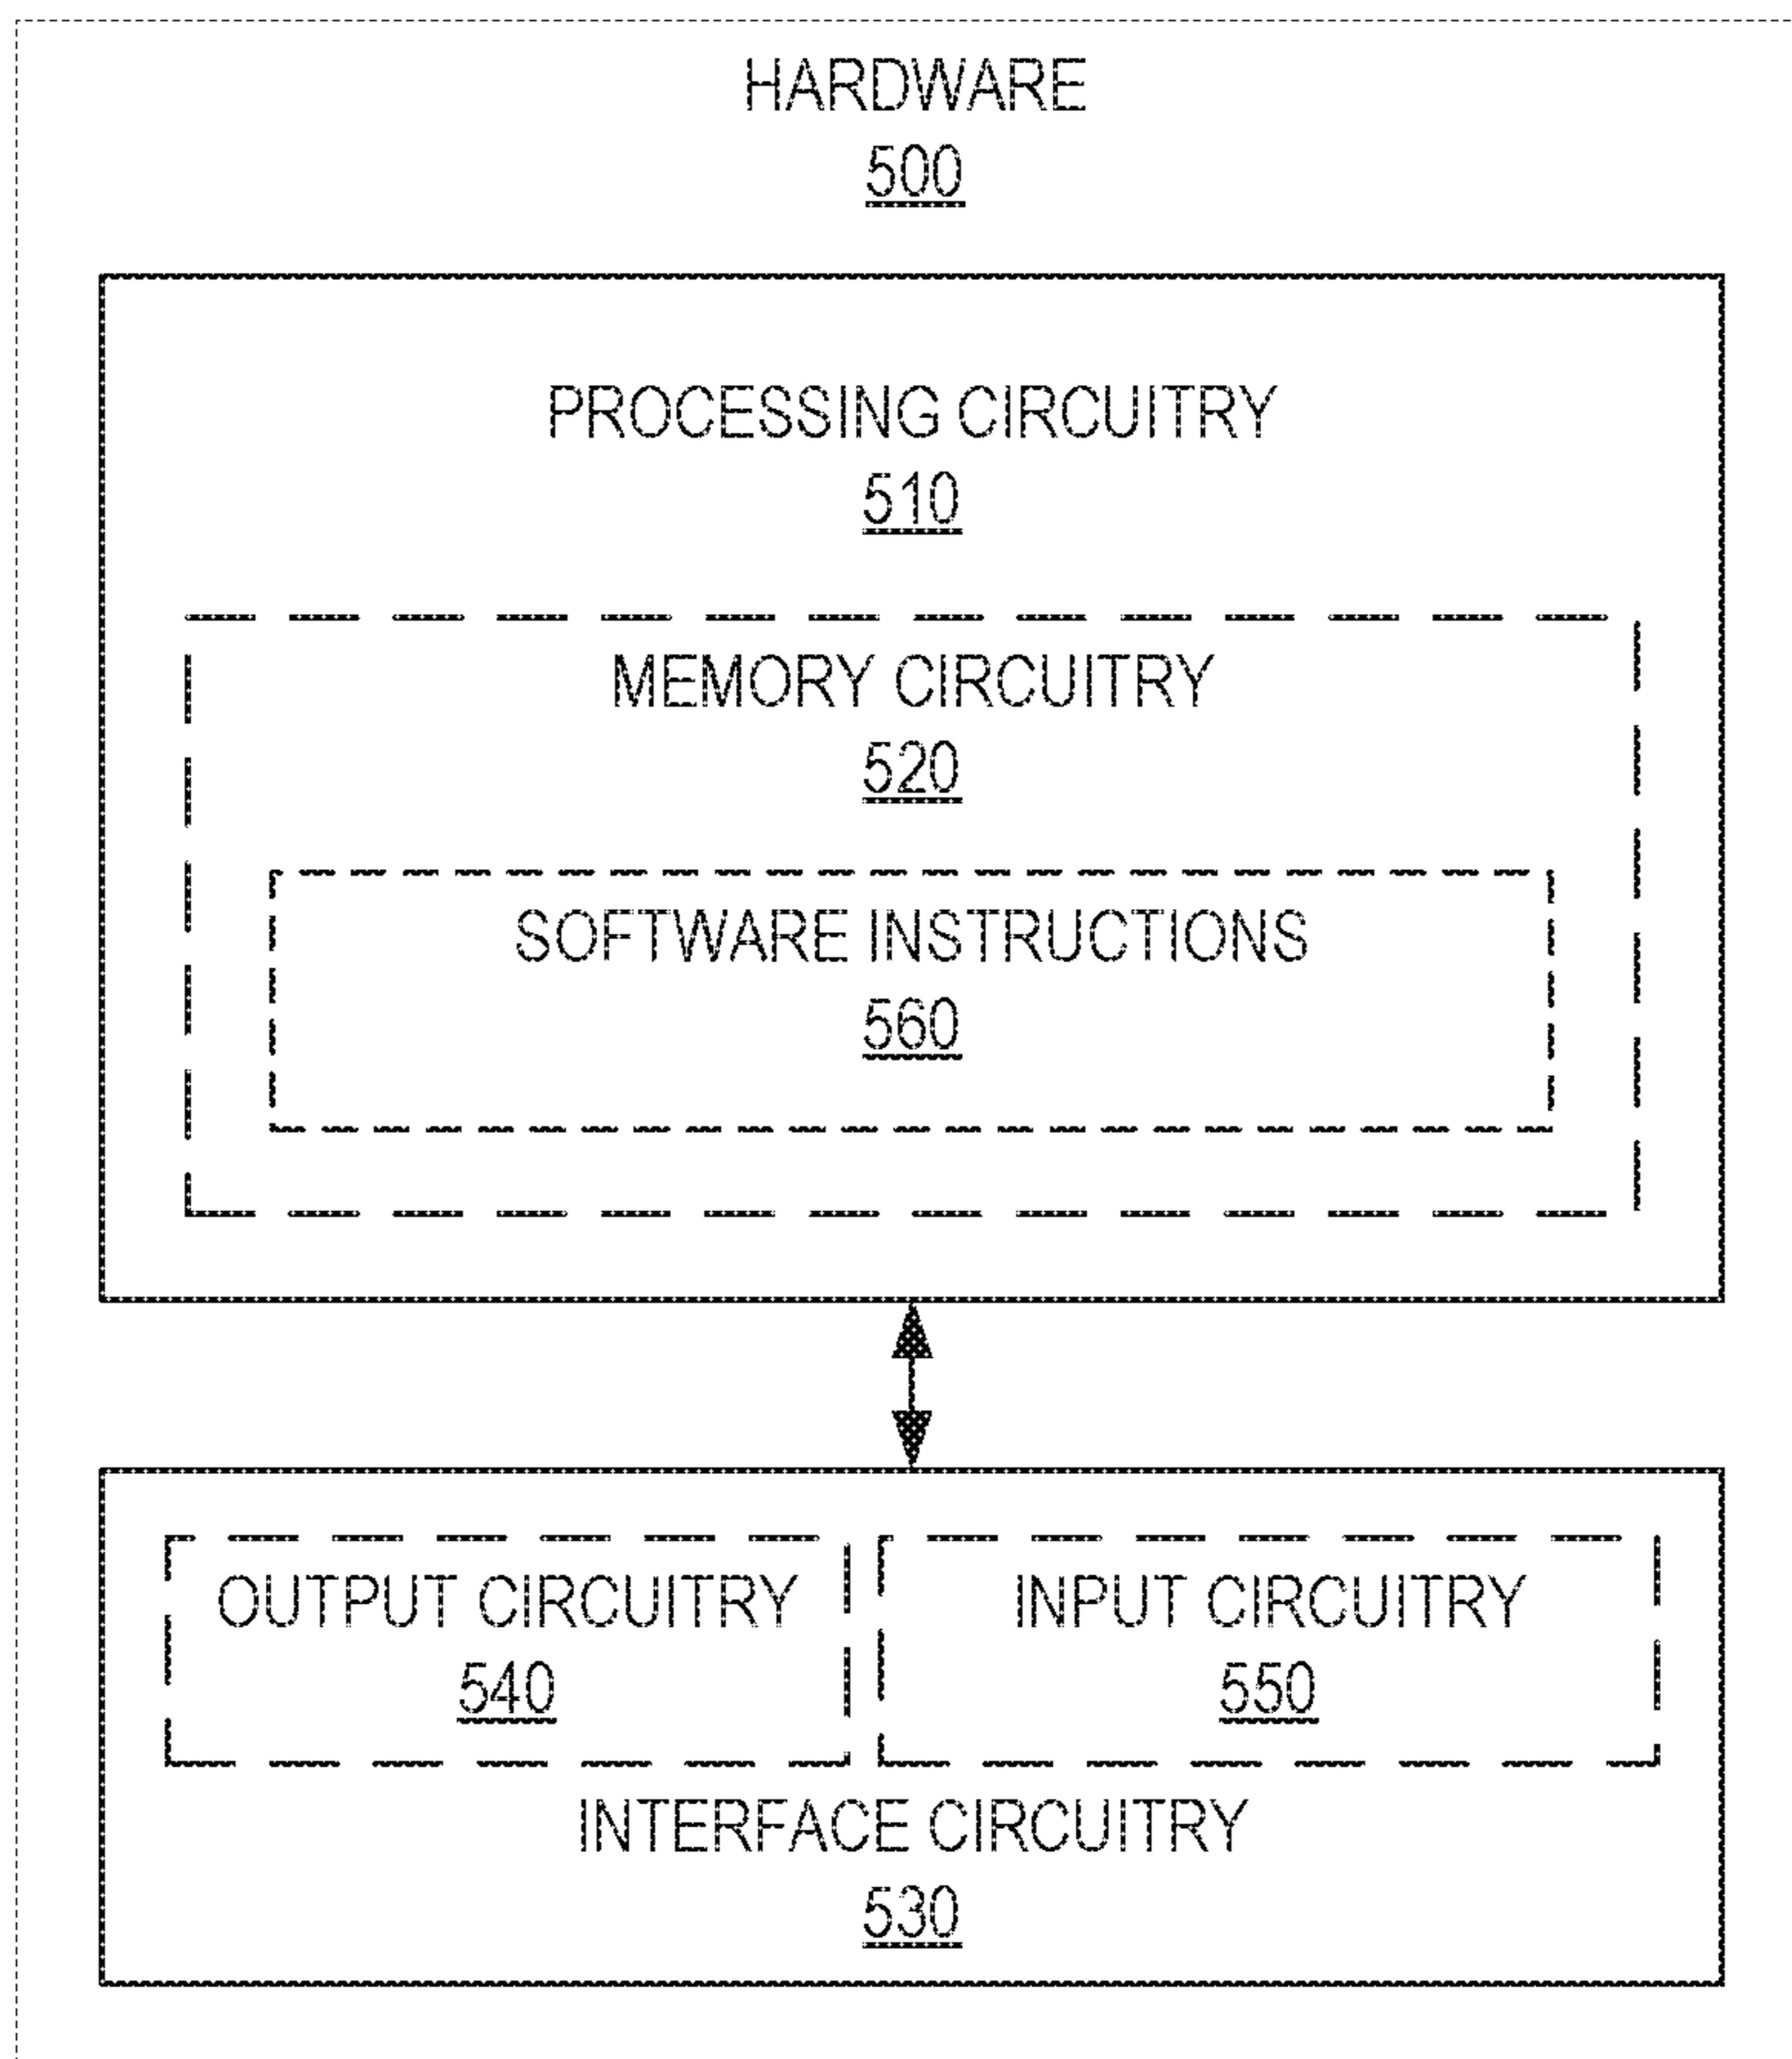 HARDWARE
500
PROCESSING CIRCUITRY
510
MEMORY CIRCUITRY
520
SOFTWARE INSTRUCTIONS
560
OUTPUT CIRCUITRY
540
INPUT CIRCUITRY
550
INTERFACE CIRCUITRY
530